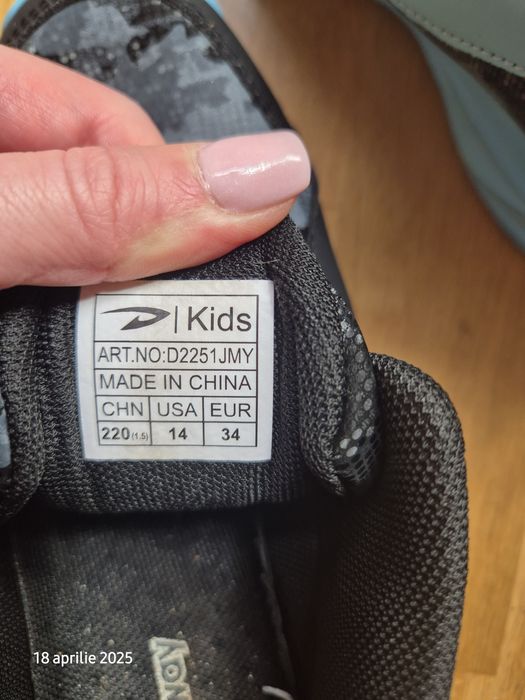 | Kids
ART.NO:D2251JMY
MADE IN CHINA
CHN USA EUR
220(1.5) 14 34
18 aprilie 2025